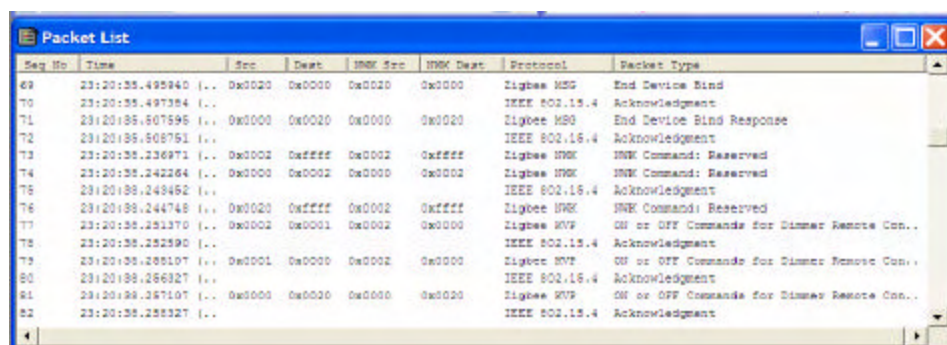 Packet List
Seq No Time Src Dest NWK Src NWK Dest Protocol Packet Type
69 23:20:35.495940 (.. 0x0020 0x0000 0x0020 0x0000 Zigbee MSG End Device Bind
70 23:20:35.497384 (.. IEEE 802.15.4 Acknowledgment
71 23:20:35.507595 (.. 0x0000 0x0020 0x0000 0x0020 Zigbee MSG End Device Bind Response
72 23:20:35.508751 (.. IEEE 802.15.4 Acknowledgment
73 23:20:38.236971 (.. 0x0002 0xffff 0x0002 0xffff Zigbee NWK NWK Command: Reserved
74 23:20:38.242264 (.. 0x0000 0x0002 0x0000 0x0002 Zigbee NWK NWK Command: Reserved
75 23:20:38.243452 (.. IEEE 802.15.4 Acknowledgment
76 23:20:38.244748 (.. 0x0020 0xffff 0x0002 0xffff Zigbee NWK NWK Command: Reserved
77 23:20:38.251370 (.. 0x0002 0x0001 0x0002 0x0000 Zigbee KVP ON or OFF Commands for Dimmer Remote Con..
78 23:20:38.252590 (.. IEEE 802.15.4 Acknowledgment
79 23:20:38.255107 (.. 0x0001 0x0000 0x0002 0x0000 Zigbee KVP ON or OFF Commands for Dimmer Remote Con..
80 23:20:38.256327 (.. IEEE 802.15.4 Acknowledgment
81 23:20:38.257107 (.. 0x0000 0x0020 0x0000 0x0020 Zigbee KVP ON or OFF Commands for Dimmer Remote Con..
82 23:20:38.258327 (.. IEEE 802.15.4 Acknowledgment